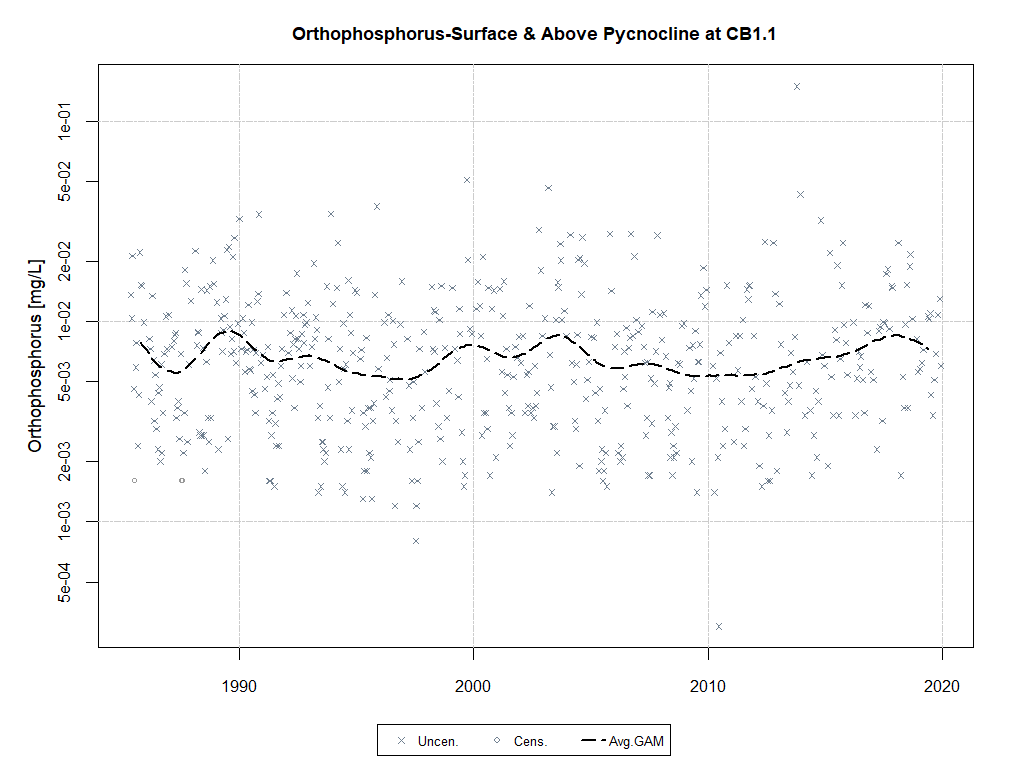 Orthophosphorus-Surface & Above Pycnocline at CB1.1
Orthophosphorus [mg/L]
1e-01
5e-02
2e-02
1e-02
5e-03
2e-03
1e-03
5e-04
1990 2000 2010 2020
Uncen. Cens. Avg.GAM